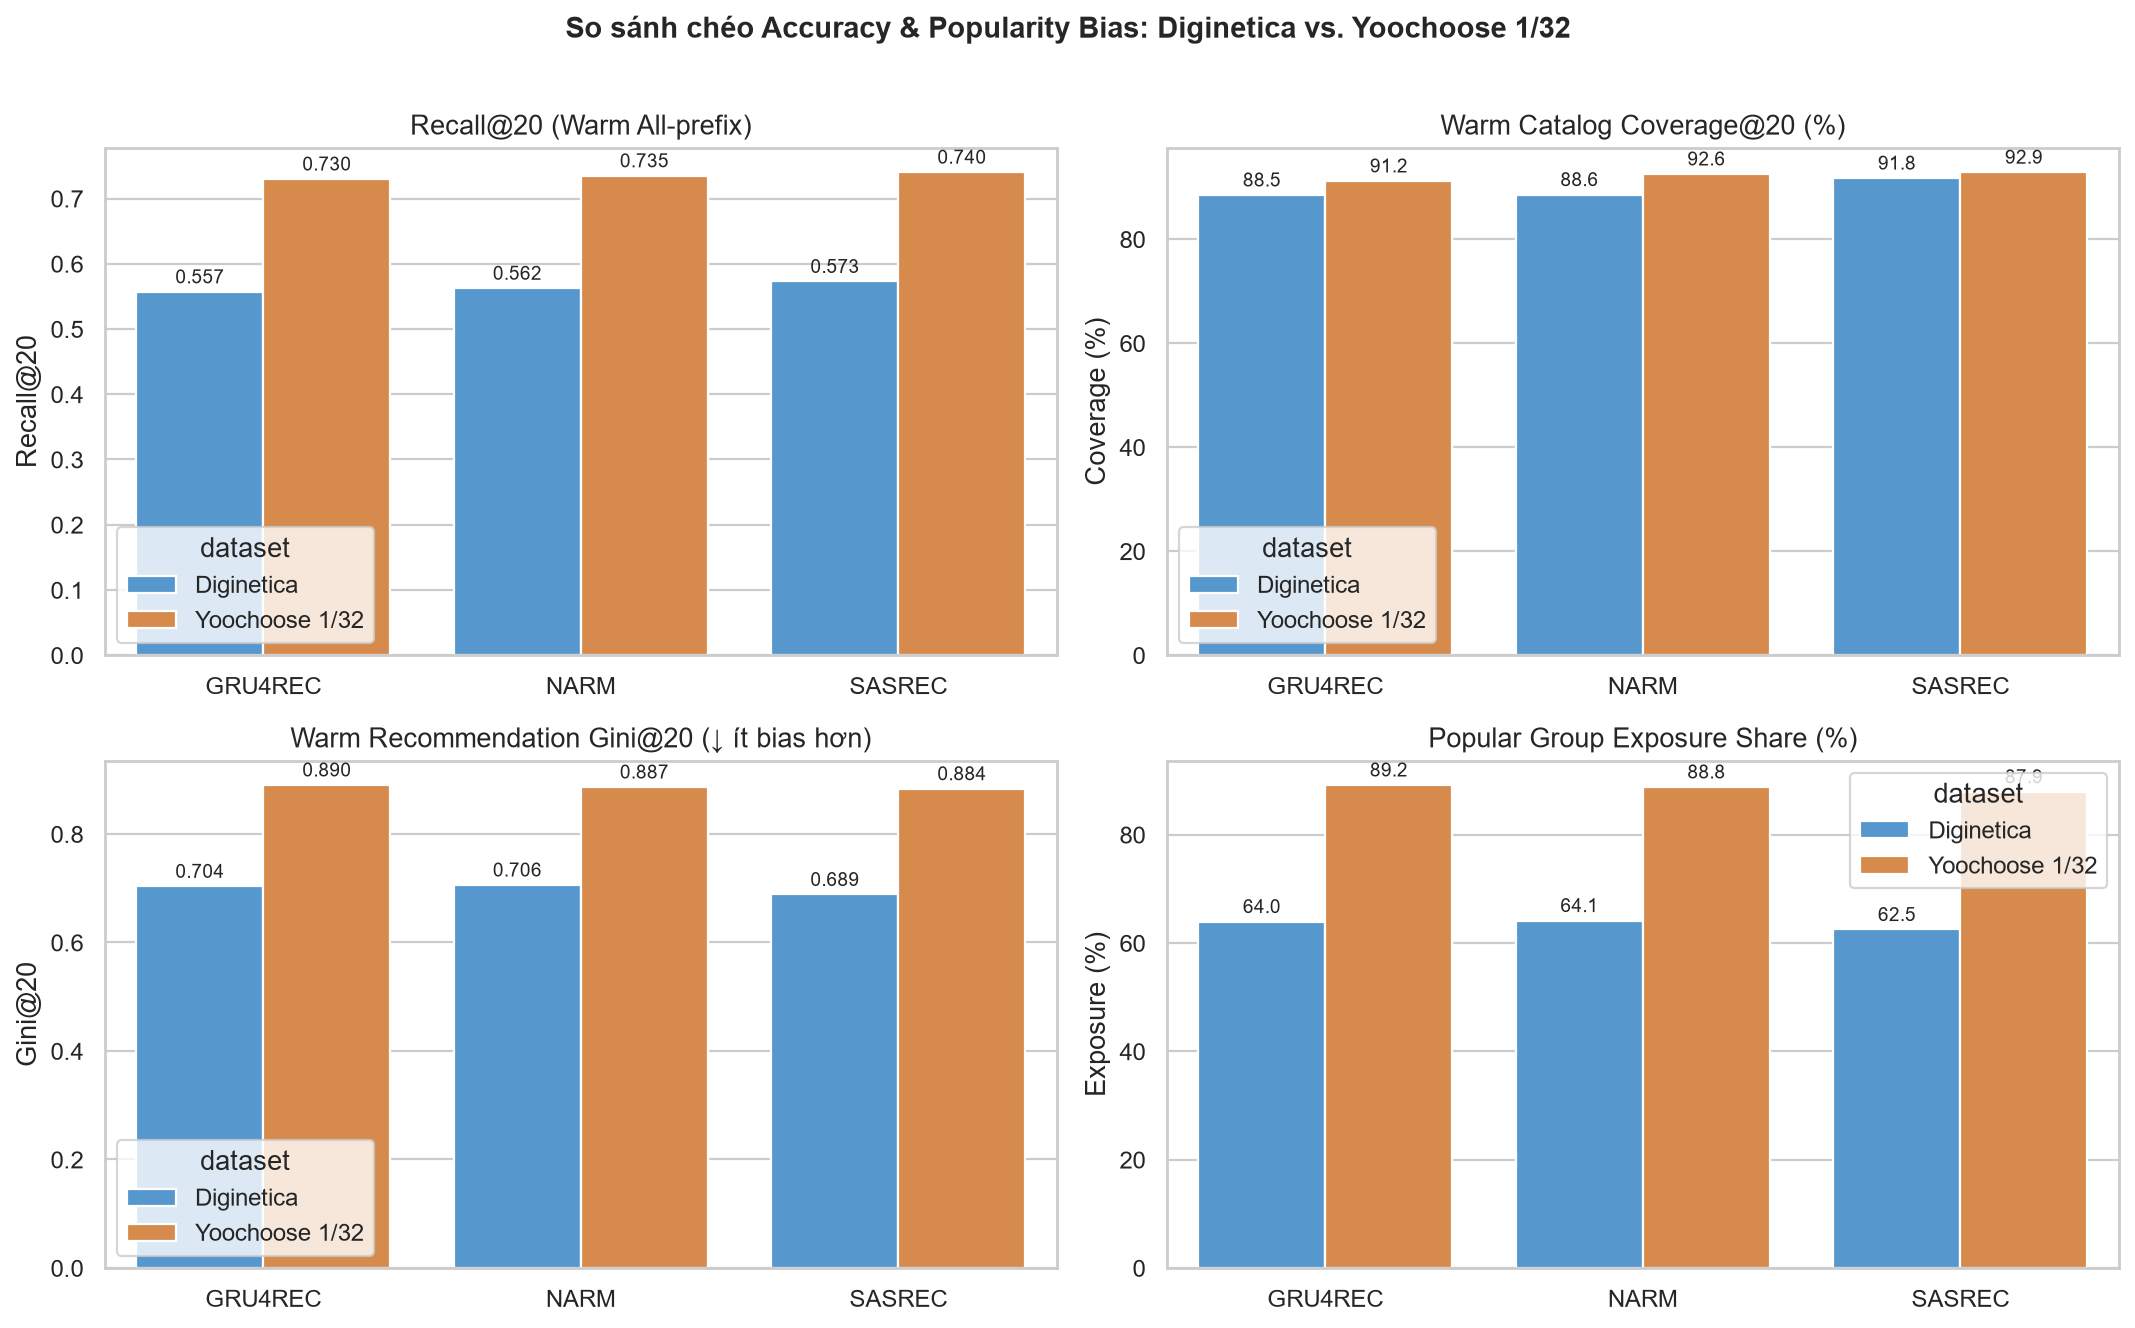 So sánh chéo Accuracy & Popularity Bias: Diginetica vs. Yoochoose 1/32
Recall@20 (Warm All-prefix)
Recall@20
0.7
0.6
0.5
0.4
0.3
0.2
0.1
0.0
0.557
0.730
0.562
0.735
0.573
0.740
dataset
Diginetica
Yoochoose 1/32
GRU4REC
NARM
SASREC
Warm Catalog Coverage@20 (%)
Coverage (%)
80
60
40
20
0
88.5
91.2
88.6
92.6
91.8
92.9
dataset
Diginetica
Yoochoose 1/32
GRU4REC
NARM
SASREC
Warm Recommendation Gini@20 (↓ ít bias hơn)
Gini@20
0.8
0.6
0.4
0.2
0.0
0.704
0.890
0.706
0.887
0.689
0.884
dataset
Diginetica
Yoochoose 1/32
GRU4REC
NARM
SASREC
Popular Group Exposure Share (%)
Exposure (%)
80
60
40
20
0
64.0
89.2
64.1
88.8
62.5
87.9
dataset
Diginetica
Yoochoose 1/32
GRU4REC
NARM
SASREC